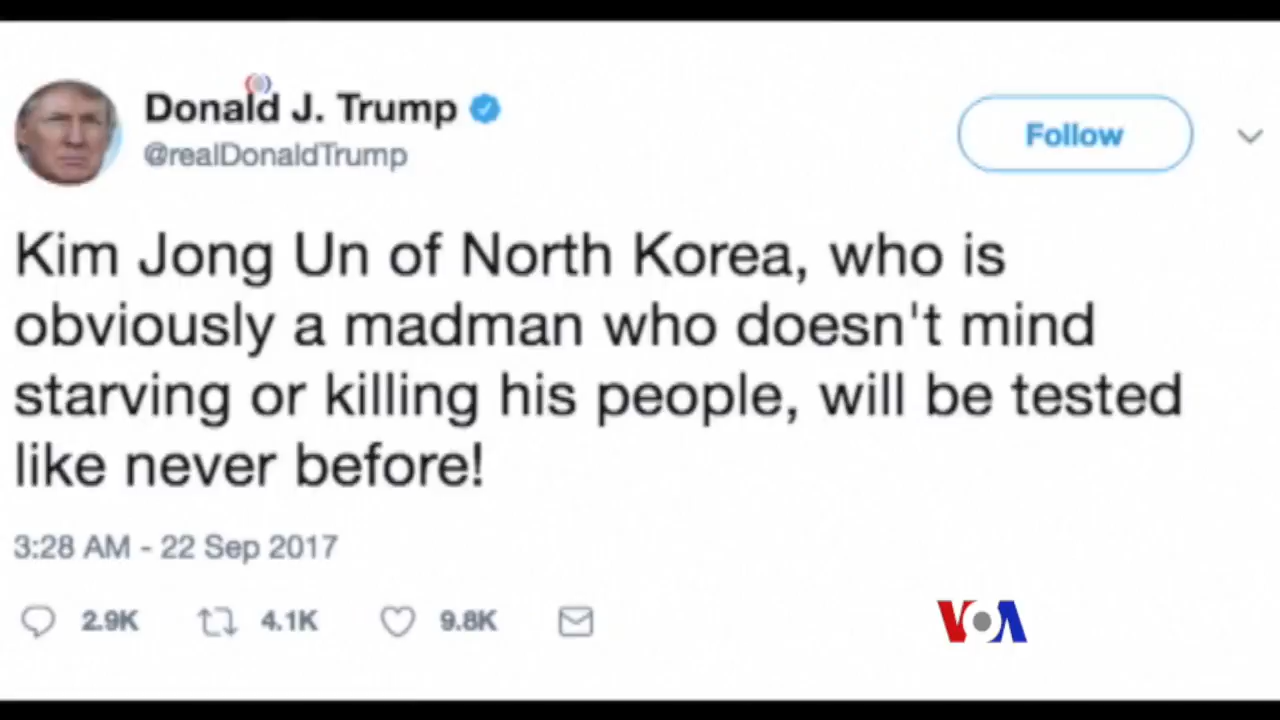 Donald J. Trump
@realDonaldTrump
Follow
Kim Jong Un of North Korea, who is
obviously a madman who doesn't mind
starving or killing his people, will be tested
like never before!
3:28 AM - 22 Sep 2017
2.9K 4.1K 9.8K
VOA